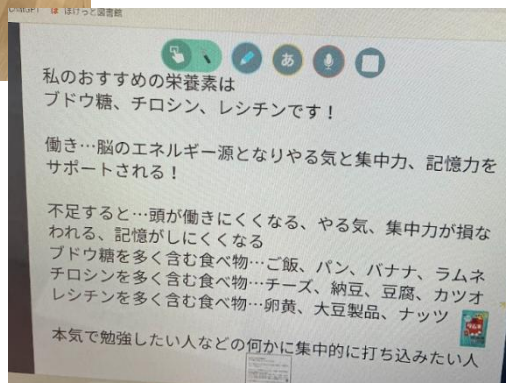 ぽけっと図書館
あ
私のおすすめの栄養素は
ブドウ糖、チロシン、レシチンです！
働き…脳のエネルギー源となりやる気と集中力、記憶力を
サポートされる！
不足すると…頭が働きにくくなる、やる気、集中力が損な
われる、記憶がしにくくなる
ブドウ糖を多く含む食べ物…ご飯、パン、バナナ、ラムネ
チロシンを多く含む食べ物…チーズ、納豆、豆腐、カツオ
レシチンを多く含む食べ物…卵黄、大豆製品、ナッツ
本気で勉強したい人などの何かに集中的に打ち込みたい人